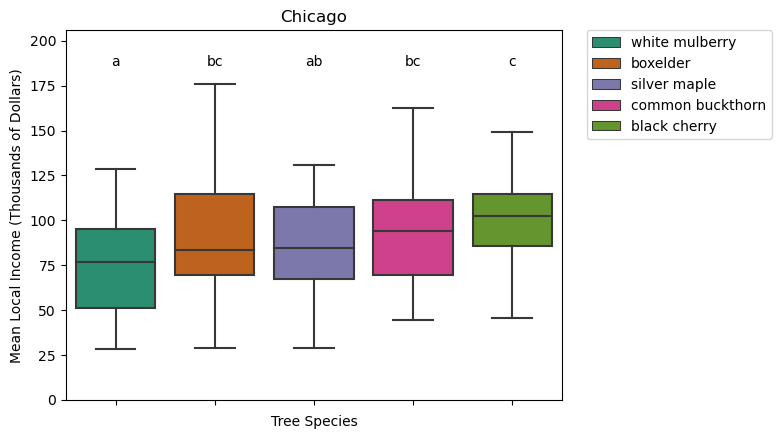 Chicago
Mean Local Income (Thousands of Dollars)
200
175
150
125
100
75
50
25
0
a bc ab bc c
Tree Species
white mulberry
boxelder
silver maple
common buckthorn
black cherry